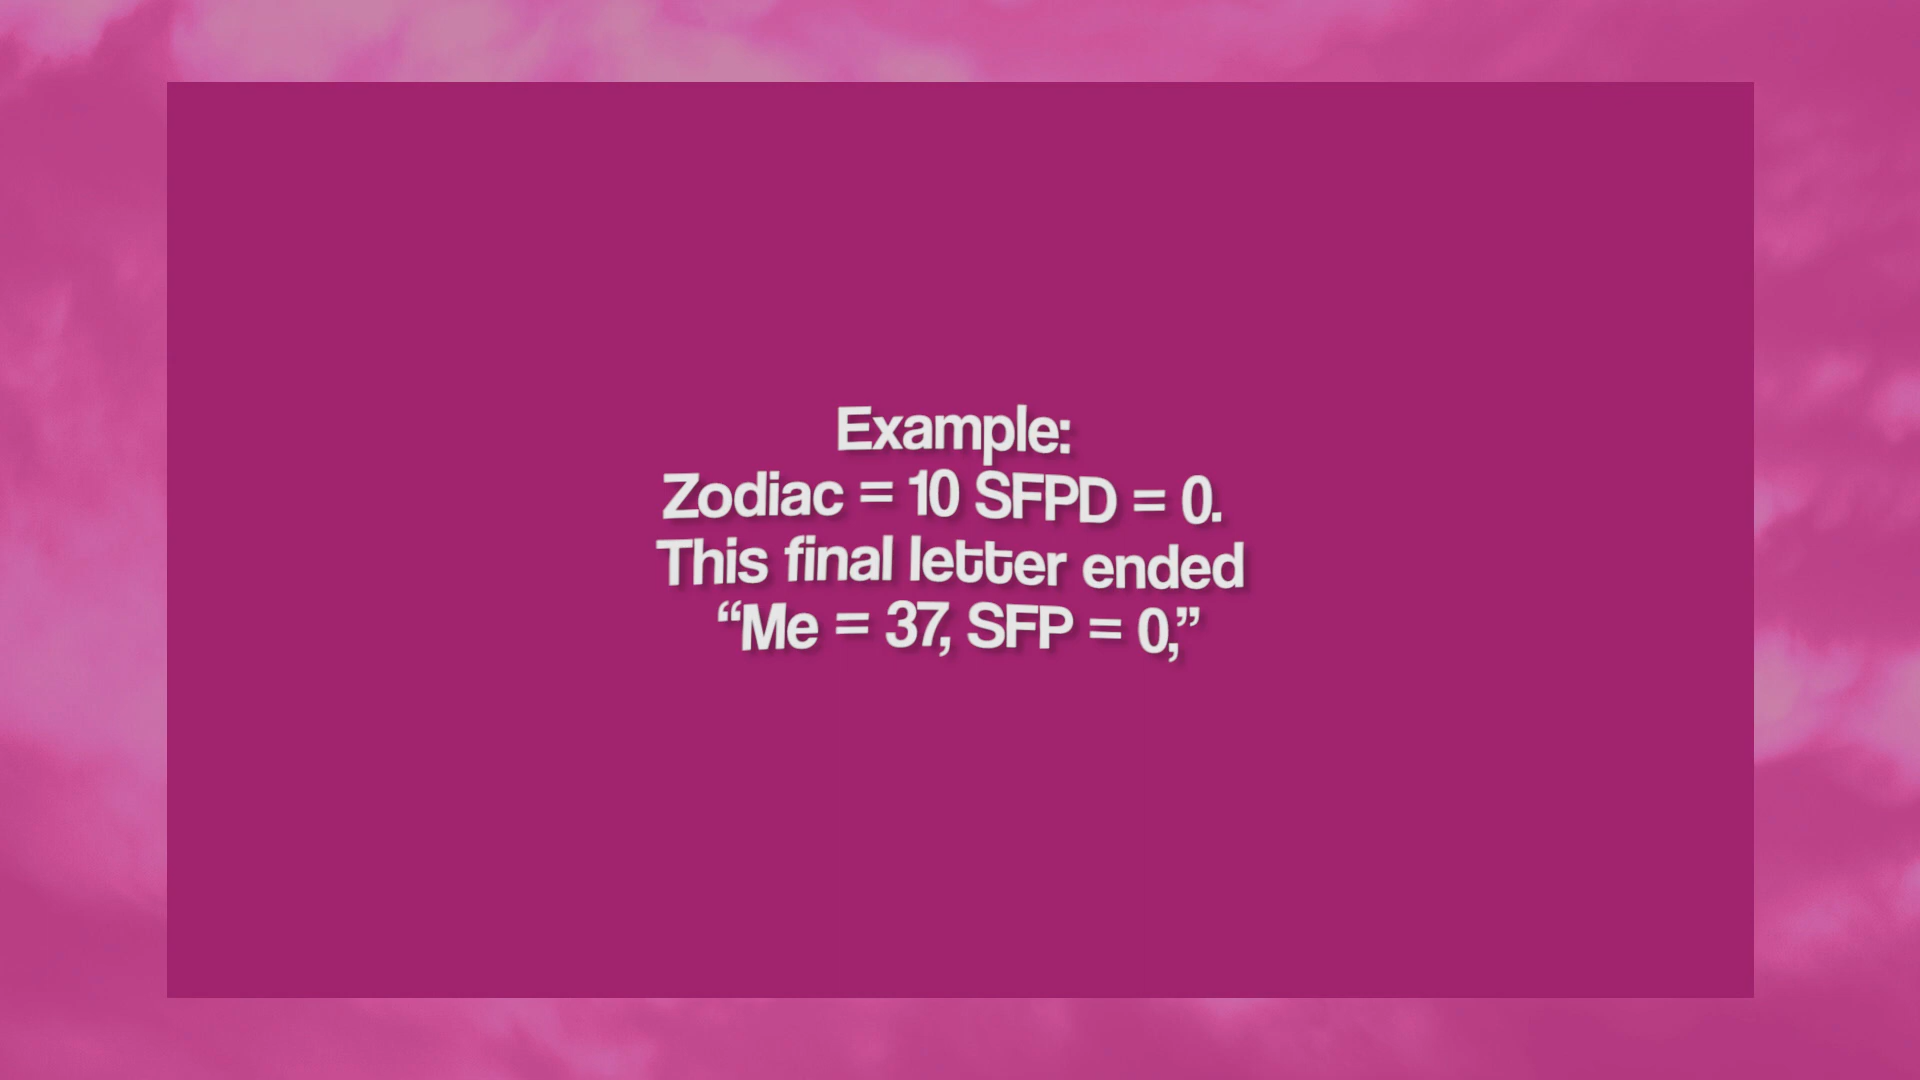 Example:
Zodiac = 10 SFPD = 0.
This final letter ended
“Me = 37, SFP = 0,”